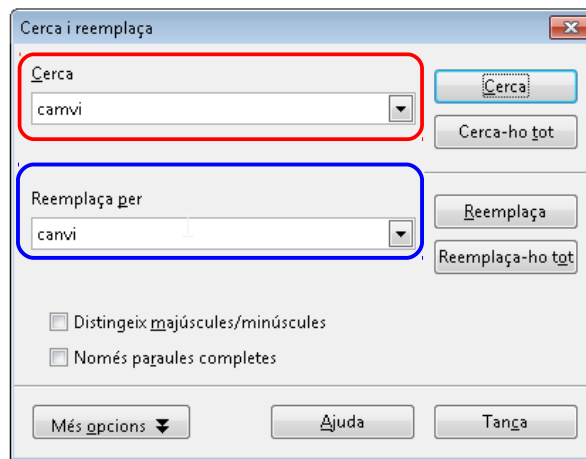 Cerca i reemplaça
Cerca
camvi
Cerca
Cerca-ho tot
Reemplaça per
canvi
Reemplaça
Reemplaça-ho tot
Distingeix majúscules/minúscules
Només paraules completes
Més opcions
Ajuda
Tanca